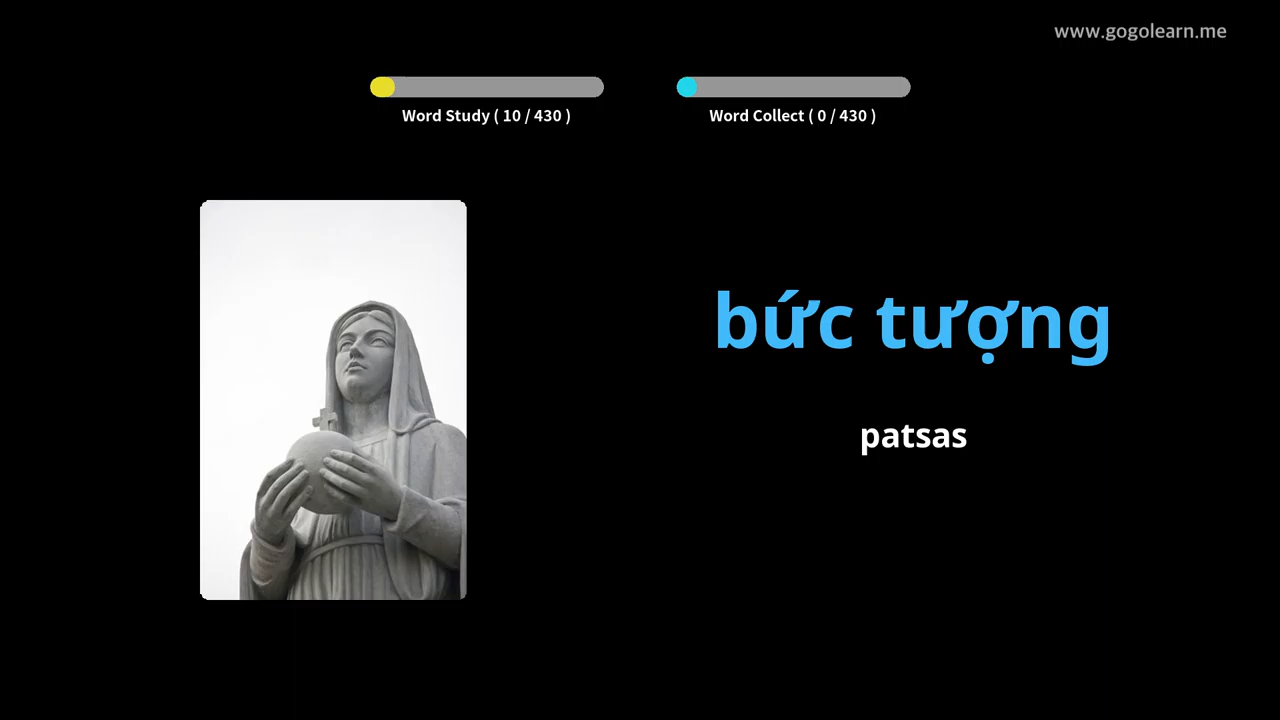 www.gogolearn.me
Word Study ( 10 / 430 )
Word Collect ( 0 / 430 )
bức tượng
patsas